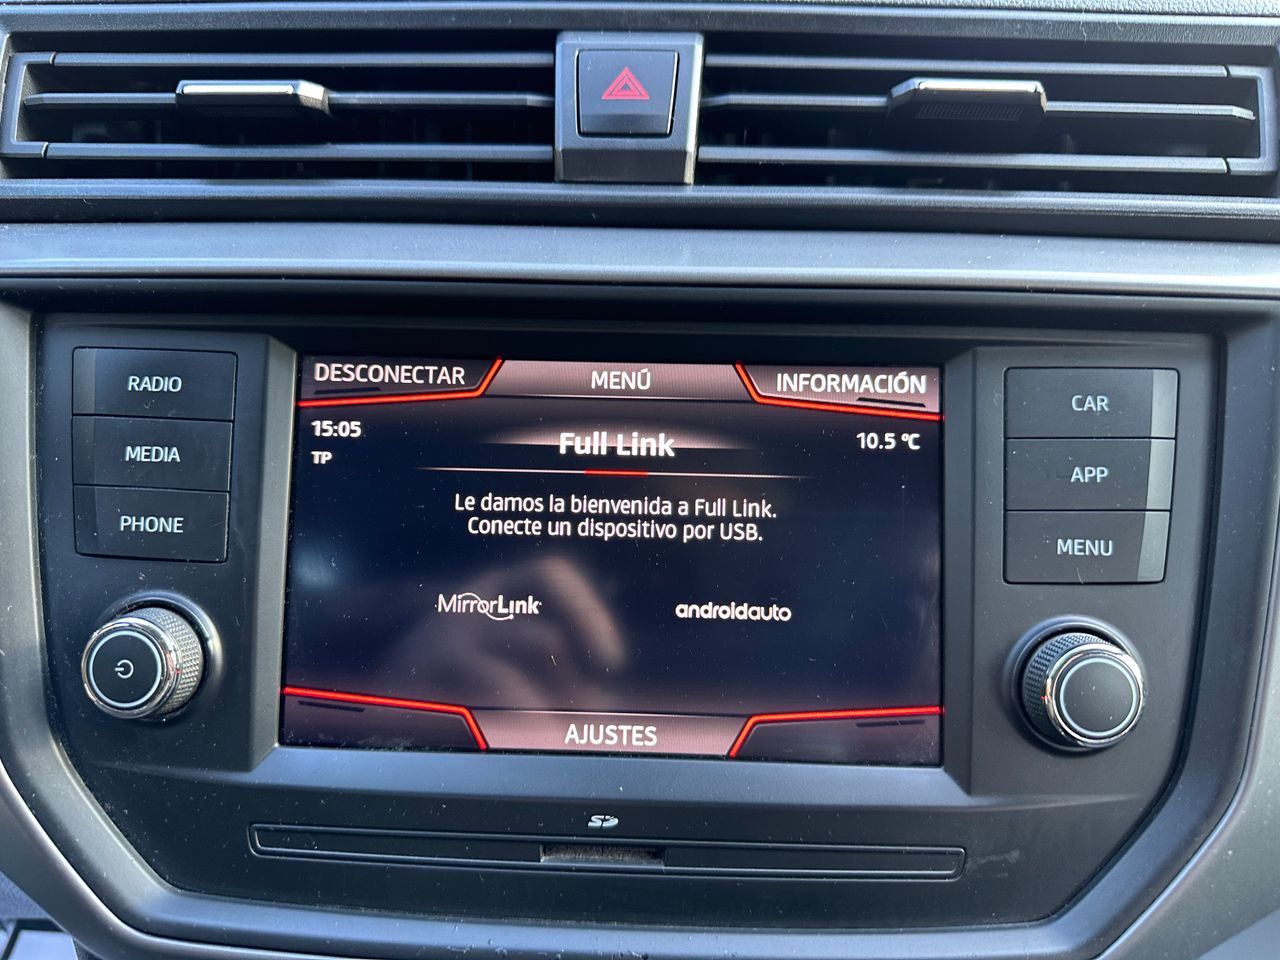 RADIO
MEDIA
PHONE
DESCONECTAR
MENÚ
INFORMACIÓN
15:05
TP
10.5 ºC
Full Link
Le damos la bienvenida a Full Link.
Conecte un dispositivo por USB.
MirrorLink
androidauto
AJUSTES
CAR
APP
MENU
SD